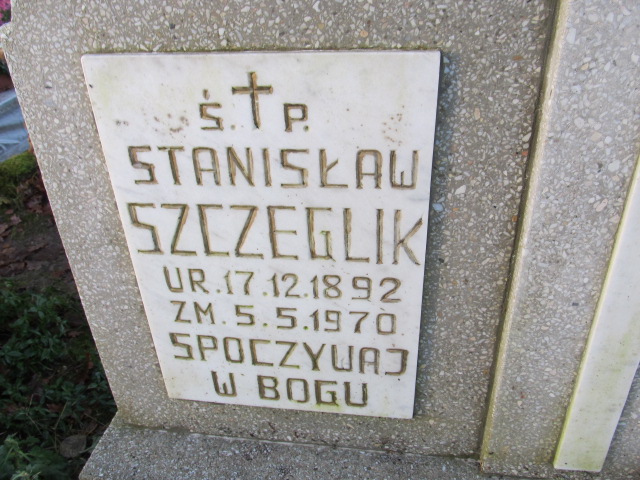 Ś. P.
STANISŁAW
SZCZEGLIK
UR. 17.12.1892
ZM. 5.5.1970.
SPOCZYWAJ
W BOGU